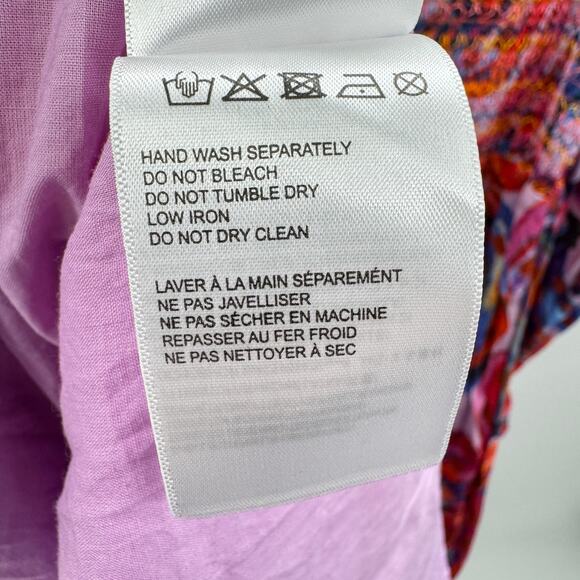 HAND WASH SEPARATELY
DO NOT BLEACH
DO NOT TUMBLE DRY
LOW IRON
DO NOT DRY CLEAN
LAVER À LA MAIN SÉPARÉMENT
NE PAS JAVELLISER
NE PAS SÉCHER EN MACHINE
REPASSER AU FER FROID
NE PAS NETTOYER À SEC